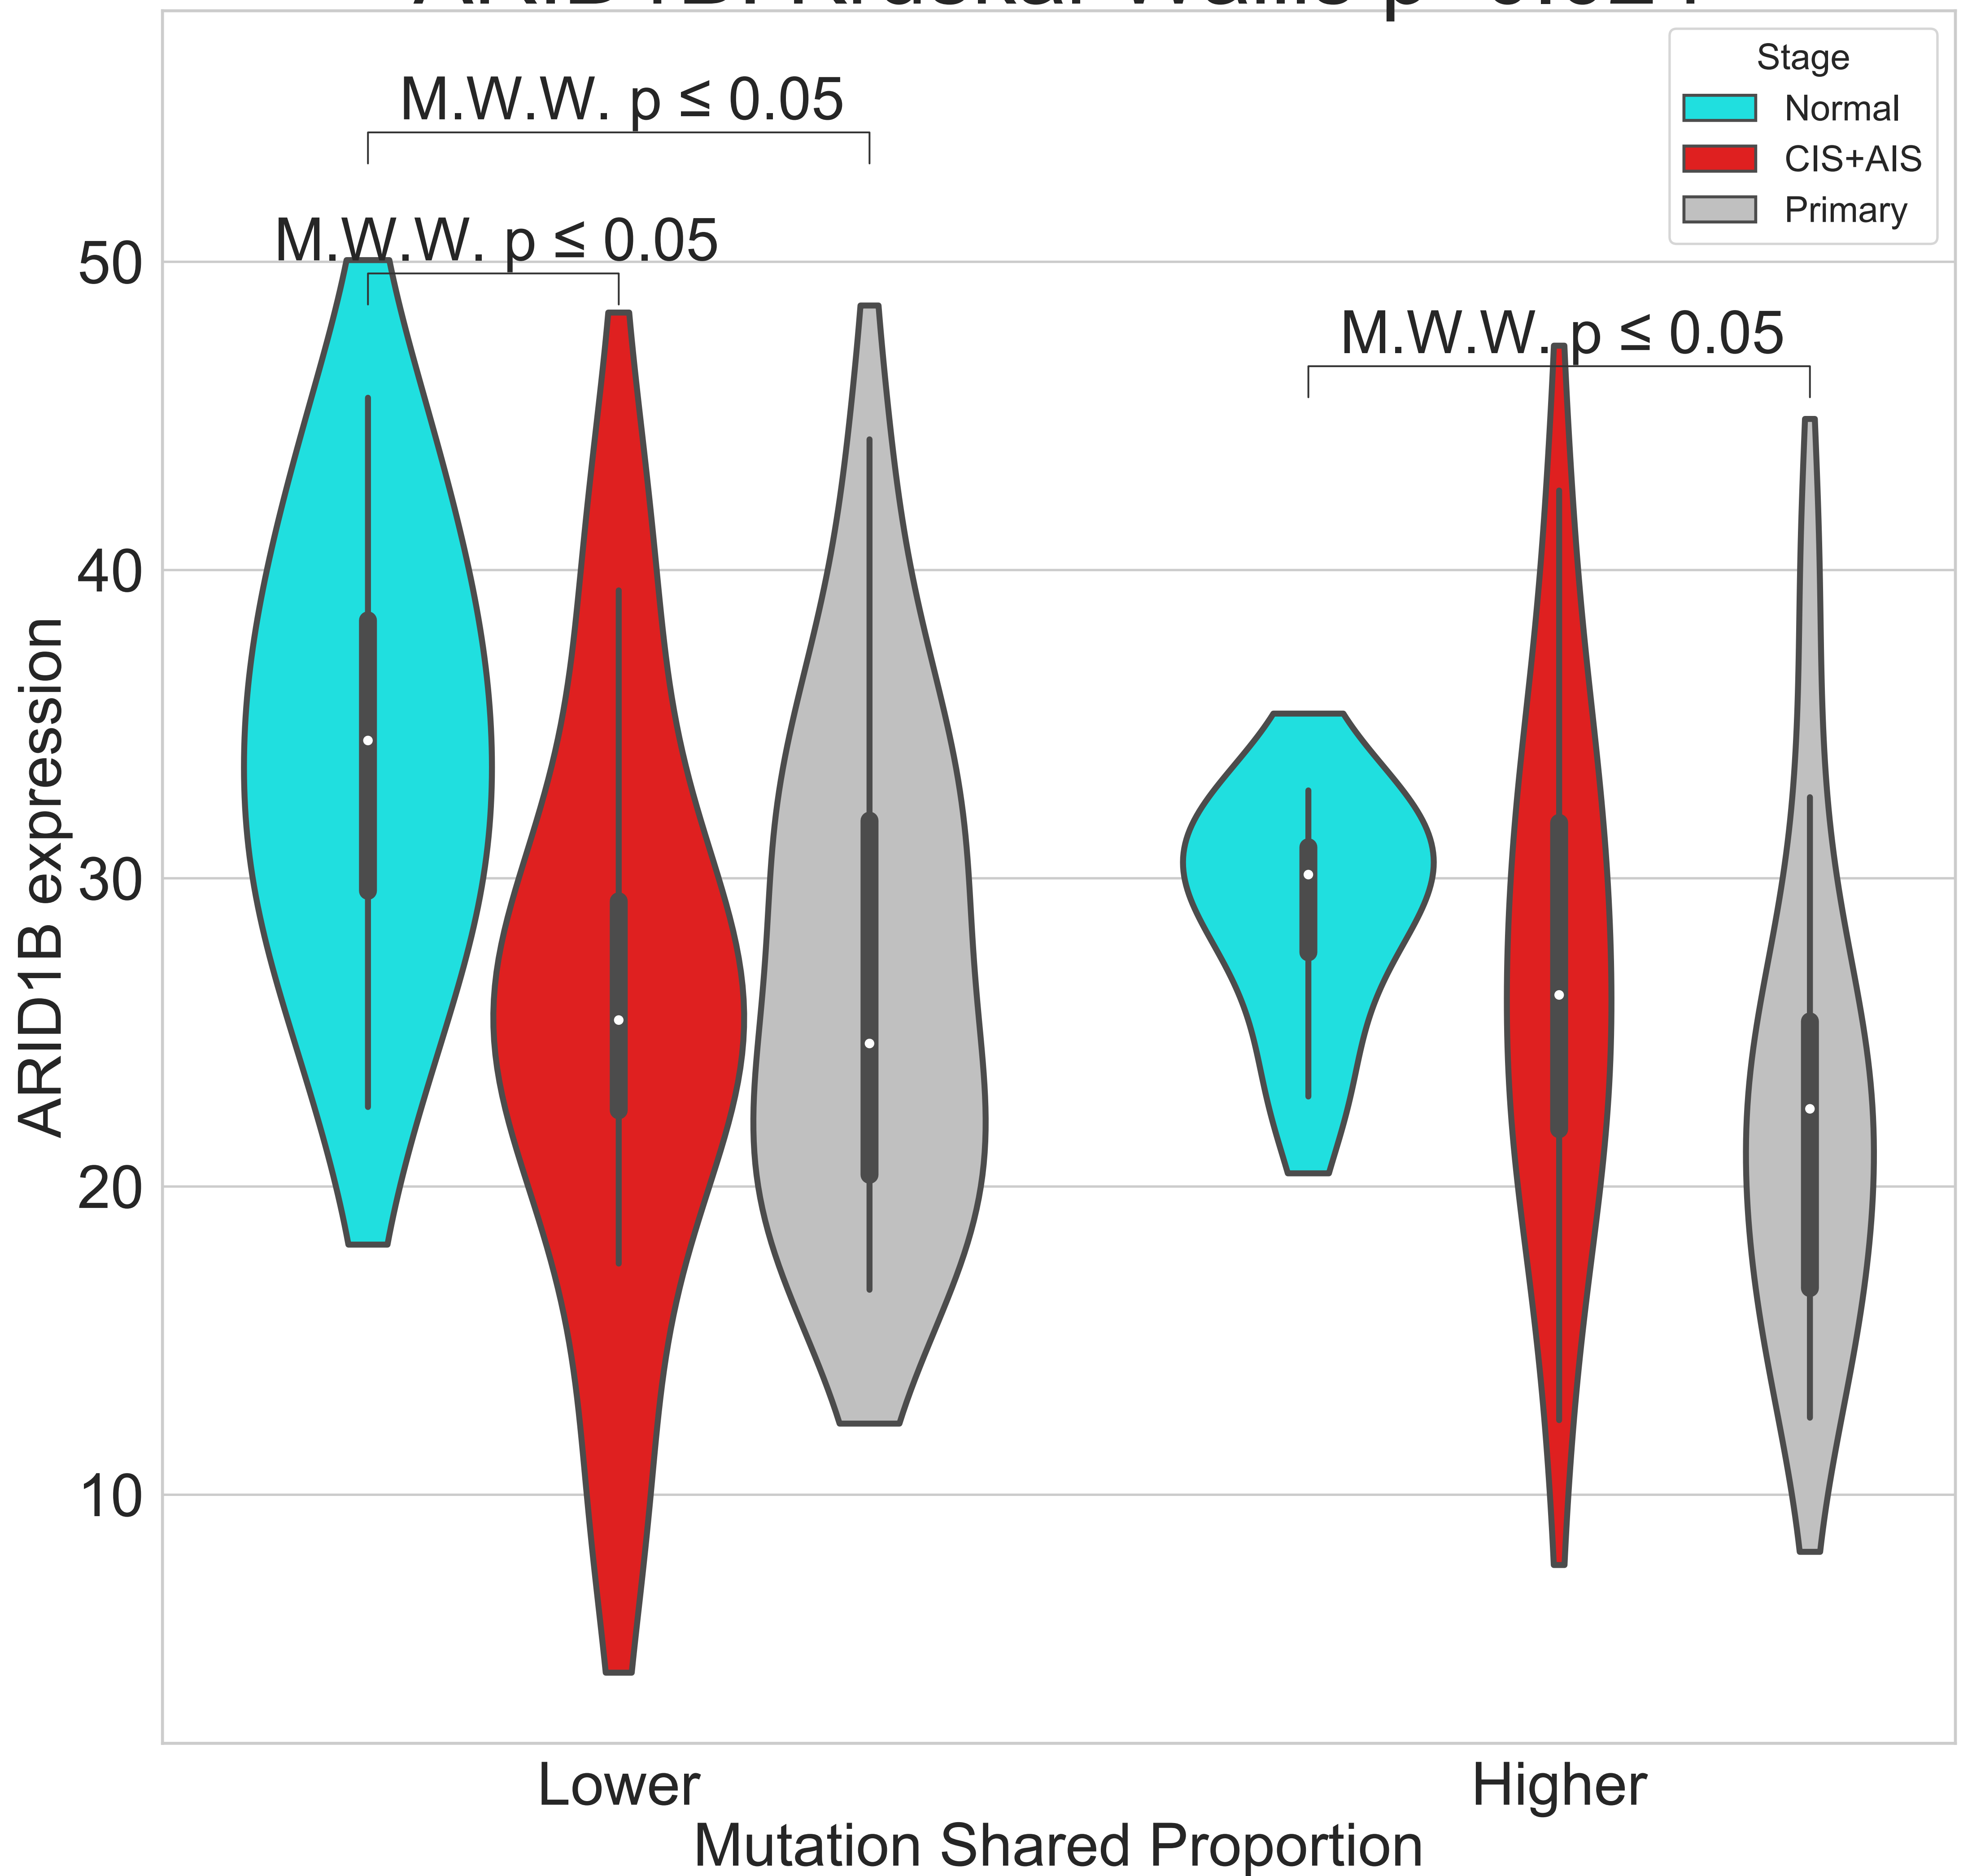 Stage
Normal
CIS+AIS
Primary
M.W.W. p ≤ 0.05
M.W.W. p ≤ 0.05
M.W.W. p ≤ 0.05
50
40
30
20
10
ARID1B expression
Lower
Higher
Mutation Shared Proportion